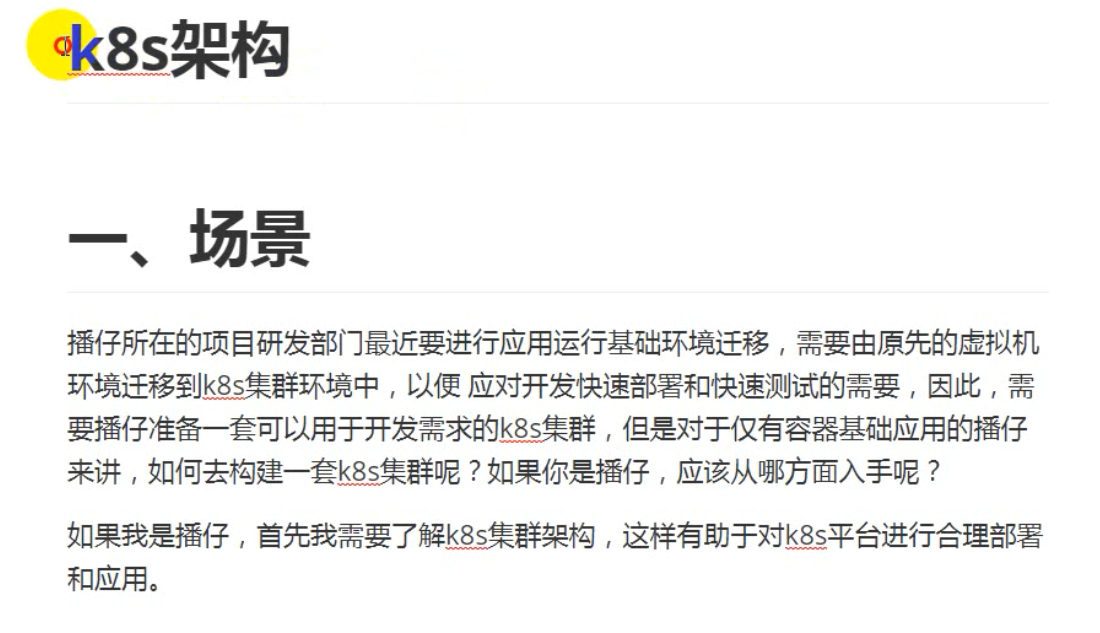 k8s架构
一、场景
播仔所在的项目研发部门最近要进行应用运行基础环境迁移，需要由原先的虚拟机
环境迁移到k8s集群环境中，以便 应对开发快速部署和快速测试的需要，因此，需
要播仔准备一套可以用于开发需求的k8s集群，但是对于仅有容器基础应用的播仔
来讲，如何去构建一套k8s集群呢？如果你是播仔，应该从哪方面入手呢？
如果我是播仔，首先我需要了解k8s集群架构，这样有助于对k8s平台进行合理部署
和应用。